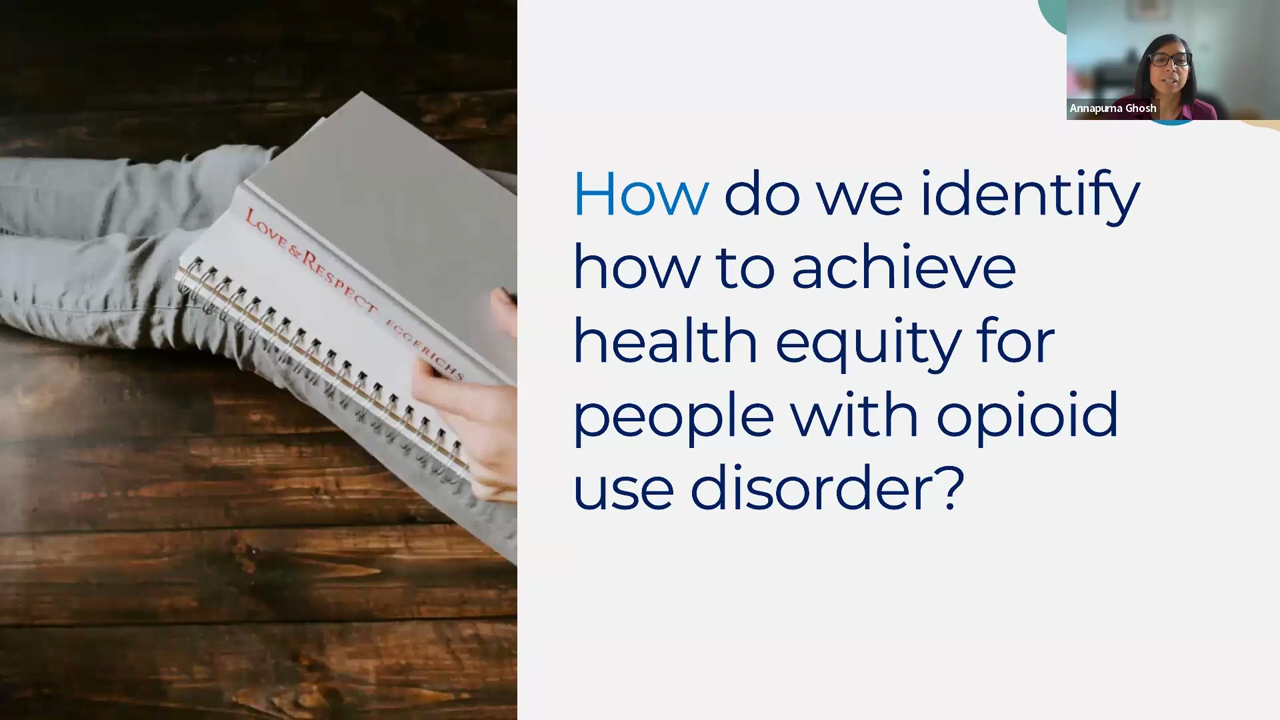 LOVE & RESPECT EGGERICHS
Annapurna Ghosh
How do we identify
how to achieve
health equity for
people with opioid
use disorder?